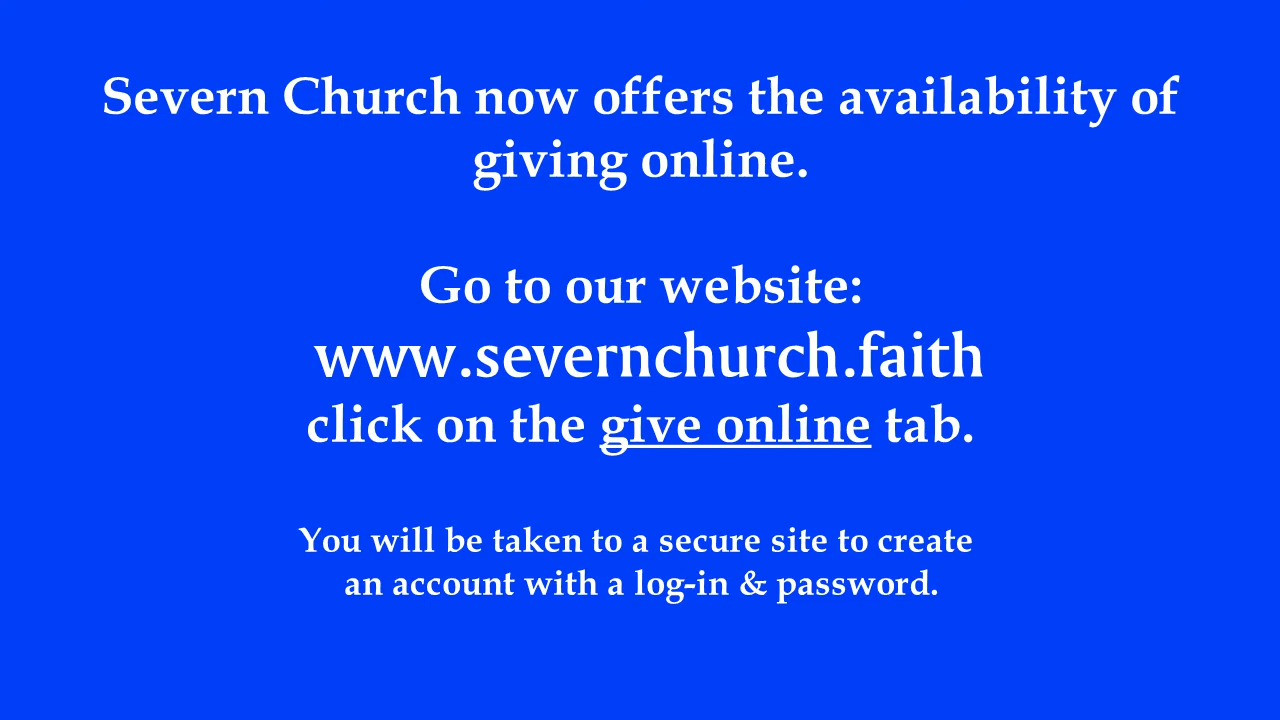 Severn Church now offers the availability of
giving online.
Go to our website:
www.severnchurch.faith
click on the give online tab.
You will be taken to a secure site to create
an account with a log-in & password.